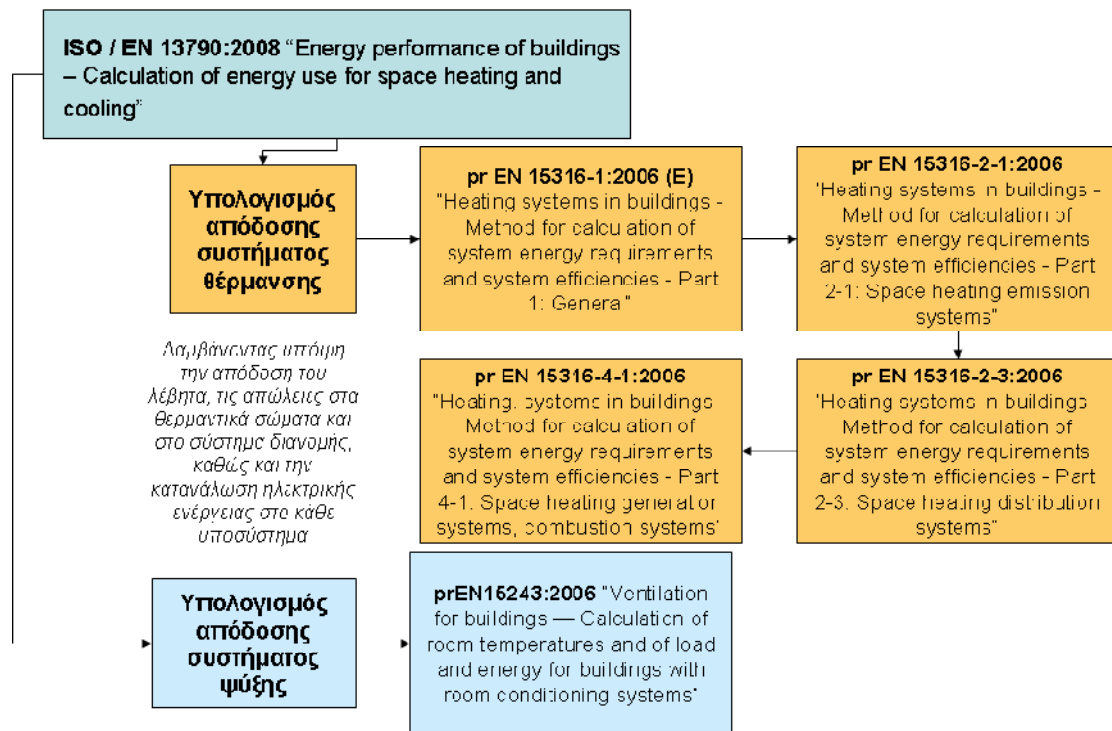 ISO / EN 13790:2008 "Energy performance of buildings
– Calculation of energy use for space heating and
cooling"
Υπολογισμός
απόδοσης
συστήματος
θέρμανσης
pr EN 15316-1:2006 (E)
"Heating systems in buildings -
Method for calculation of
system energy requirements
and system efficiencies - Part
1: General"
pr EN 15316-2-1:2006
"Heating systems in buildings -
Method for calculation of
system energy requirements
and system efficiencies - Part
2-1: Space heating emission
systems"
Λαμβάνοντας υπόψη
την απόδοση του
λέβητα, τις απώλειες στα
θερμαντικά σώματα και
στο σύστημα διανομής,
καθώς και την
κατανάλωση ηλεκτρικής
ενέργειας στο κάθε
υποσύστημα
pr EN 15316-4-1:2006
"Heating. systems in buildings
Method for calculation of
system energy requirements
and system efficiencies - Part
4-1. Space heating generator
systems, combustion systems"
pr EN 15316-2-3:2006
"Heating systems in buildings
Method for calculation of
system energy requirements
and system efficiencies - Part
2-3. Space heating distribution
systems"
Υπολογισμός
απόδοσης
συστήματος
ψύξης
prEN15243:2006 "Ventilation
for buildings — Calculation of
room temperatures and of load
and energy for buildings with
room conditioning systems"